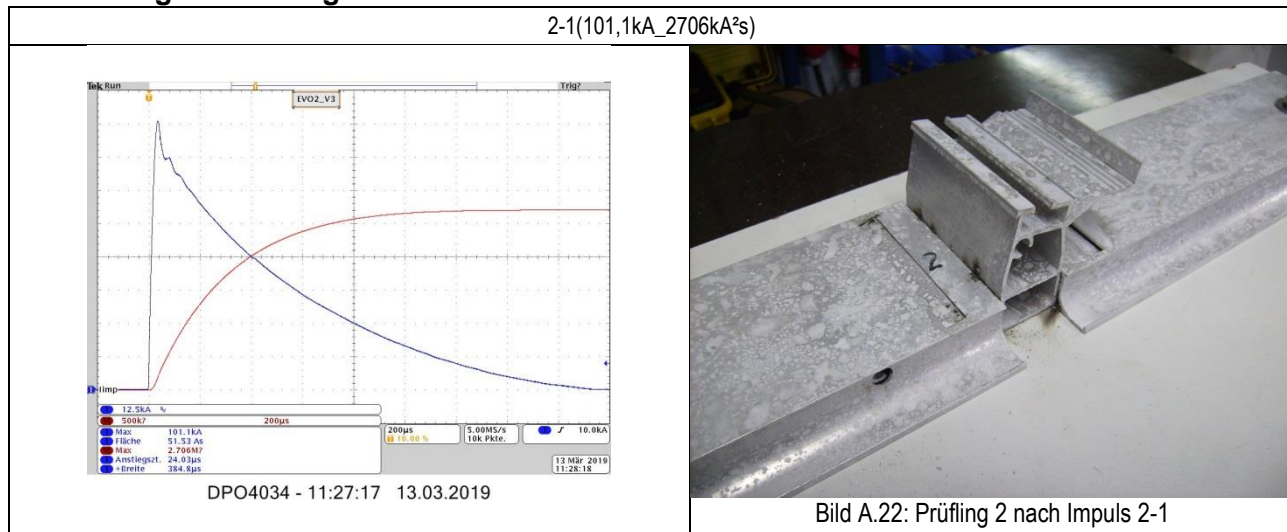 2-1(101,1kA_2706kA²s)
Tek Run
Trig?
EVO2_V3
Iimp
1 12.5kA
500k? 200µs
Max 101.1kA
Fläche 51.53 As
Max 2.706M?
Anstiegszt. 24.03µs
+Breite 384.8µs
200µs
10.00 %
5.00MS/s
10k Pkte.
1 10.0kA
13 Mär 2019
11:28:18
DPO4034 - 11:27:17 13.03.2019
2
Bild A.22: Prüfling 2 nach Impuls 2-1